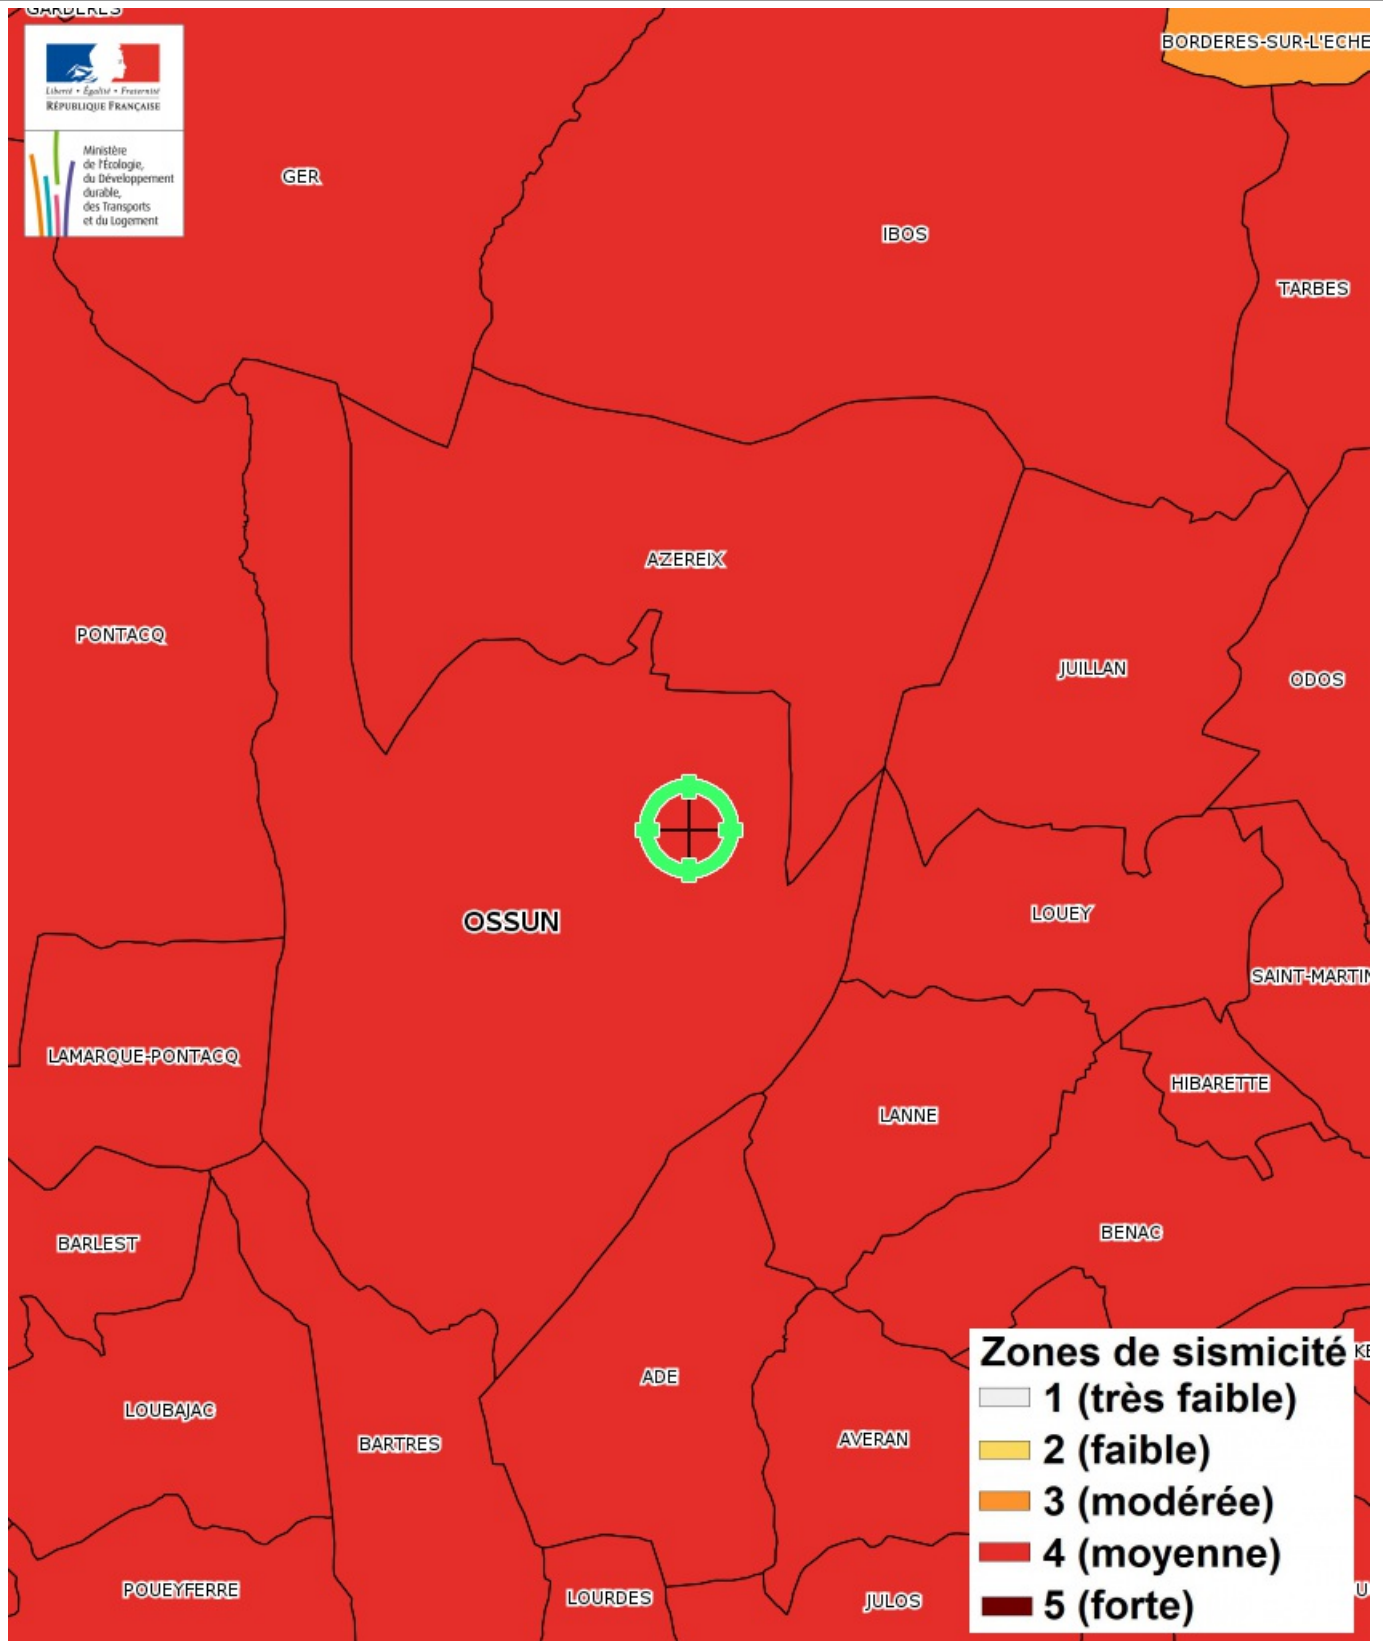 GARDERES
BORDERES-SUR-L'ECHE
Liberté • Égalité • Fraternité
RÉPUBLIQUE FRANÇAISE
Ministère
de l'Écologie,
du Développement
durable,
des Transports
et du Logement
GER
IBOS
TARBES
AZEREIX
PONTACQ
JUILLAN
ODOS
OSSUN
LOUEY
SAINT-MARTIN
LAMARQUE-PONTACQ
HIBARETTE
LANNE
BENAC
BARLEST
Zones de sismicité
1 (très faible)
2 (faible)
3 (modérée)
4 (moyenne)
5 (forte)
ADE
LOUBAJAC
BARTRES
AVERAN
POUEYFERRE
LOURDES
JULOS